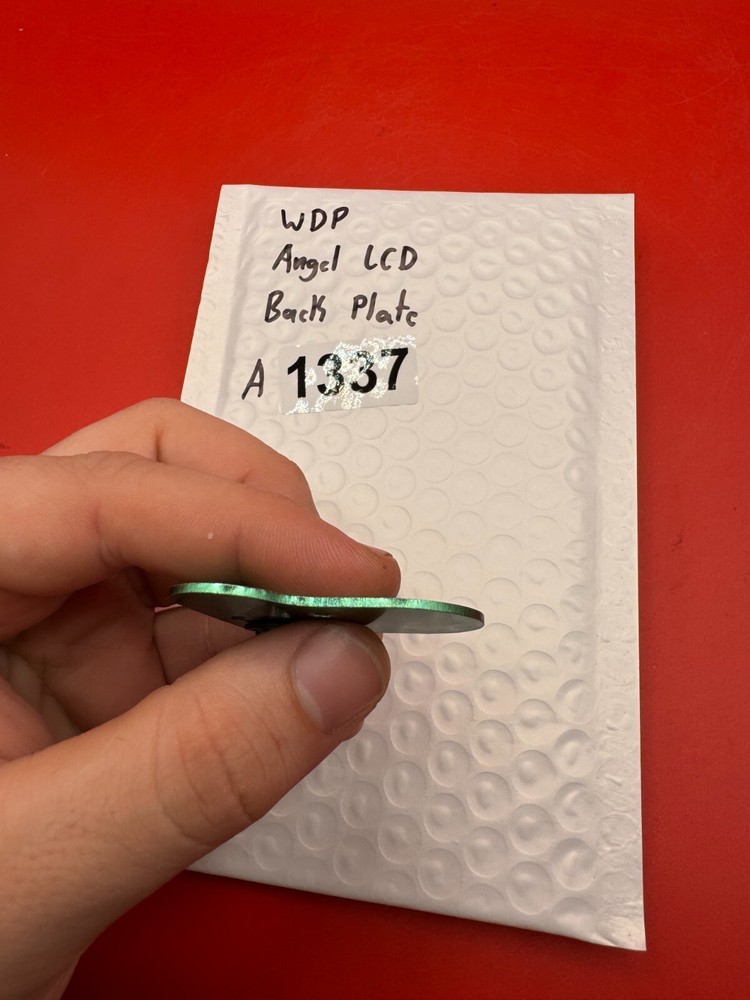 WDP
Angel LCD
Back Plate
A 1337